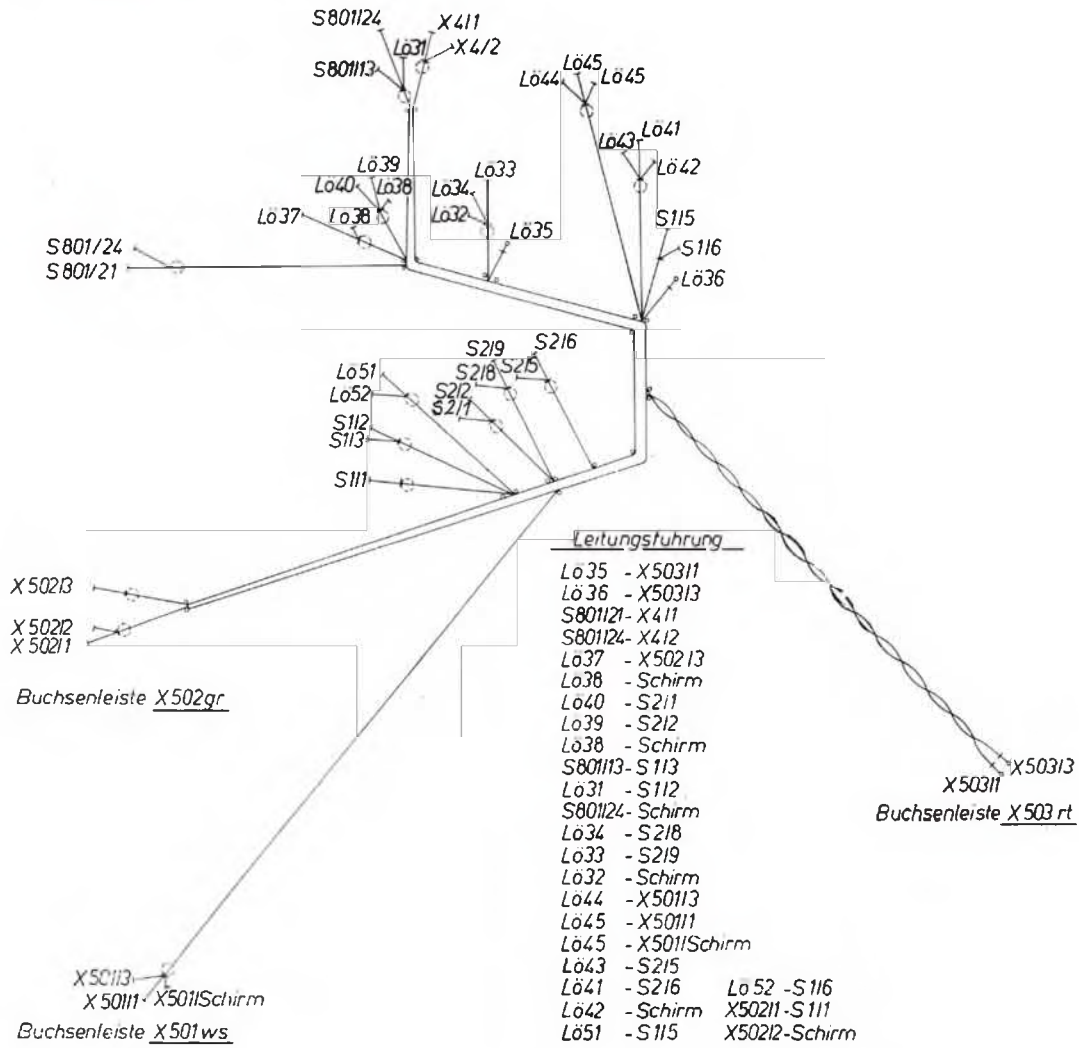 S801/24
X4/1
Lö31
X4/2
S801/13
Lö45
Lö44
Lö45
Lö41
Lö43
Lö42
Lö39
Lö33
Lö40
Lö38
Lö34
Lö37
Lö38
Lö32
Lö35
S1/5
S1/6
Lö36
S801/24
S801/21
S2/9
S2/6
S2/8
S2/5
Lö51
Lö52
S2/2
S2/1
S1/2
S1/3
S1/1
X502/3
X502/2
X502/1
Buchsenleiste X502gr
Leitungsführung
Lö35 - X503/1
Lö36 - X503/3
S801/21 - X4/1
S801/24 - X4/2
Lö37 - X502/3
Lö38 - Schirm
Lö40 - S2/1
Lö39 - S2/2
Lö38 - Schirm
S801/13 - S1/3
Lö31 - S1/2
S801/24 - Schirm
Lö34 - S2/8
Lö33 - S2/9
Lö32 - Schirm
Lö44 - X501/3
Lö45 - X501/1
Lö45 - X501/Schirm
Lö43 - S2/5
Lö41 - S2/6 Lö52 - S1/6
Lö42 - Schirm X502/1 - S1/1
Lö51 - S1/5 X502/2 - Schirm
X503/3
X503/1
Buchsenleiste X503 rt
X501/3
X501/1 X501/Schirm
Buchsenleiste X501 ws